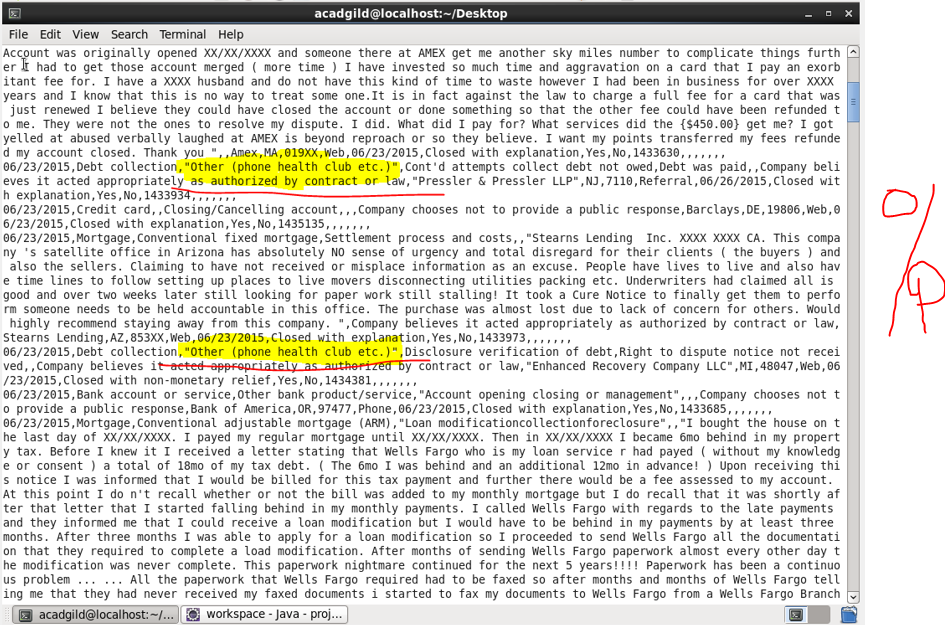 acadgild@localhost:~/Desktop
File Edit View Search Terminal Help
Account was originally opened XX/XX/XXXX and someone there at AMEX get me another sky miles number to complicate things furth
er I had to get those account merged ( more time ) I have invested so much time and aggravation on a card that I pay an exorb
itant fee for. I have a XXXX husband and do not have this kind of time to waste however I had been in business for over XXXX
years and I know that this is no way to treat some one.It is in fact against the law to charge a full fee for a card that was
just renewed I believe they could have closed the account or done something so that the other fee could have been refunded t
o me. They were not the ones to resolve my dispute. I did. What did I pay for? What services did the {$450.00} get me? I got
yelled at abused verbally laughed at AMEX is beyond reproach or so they believe. I want my points transferred my fees refunde
d my account closed. Thank you ",,Amex,MA,019XX,Web,06/23/2015,Closed with explanation,Yes,No,1433630,,,,,,,
06/23/2015,Debt collection,"Other (phone health club etc.)",Cont'd attempts collect debt not owed,Debt was paid,,Company beli
eves it acted appropriately as authorized by contract or law,"Pressler & Pressler LLP",NJ,7110,Referral,06/26/2015,Closed wit
h explanation,Yes,No,1433934,,,,,,,
06/23/2015,Credit card,,Closing/Cancelling account,,,Company chooses not to provide a public response,Barclays,DE,19806,Web,0
6/23/2015,Closed with explanation,Yes,No,1435135,,,,,,,
06/23/2015,Mortgage,Conventional fixed mortgage,Settlement process and costs,,"Stearns Lending  Inc. XXXX XXXX CA. This compa
ny 's satellite office in Arizona has absolutely NO sense of urgency and total disregard for their clients ( the buyers ) and
also the sellers. Claiming to have not received or misplace information as an excuse. People have lives to live and also hav
e time lines to follow setting up places to live movers disconnecting utilities packing etc. Underwriters had claimed all is
good and over two weeks later still looking for paper work still stalling! It took a Cure Notice to finally get them to perfo
rm someone needs to be held accountable in this office. The purchase was almost lost due to lack of concern for others. Would
highly recommend staying away from this company. ",Company believes it acted appropriately as authorized by contract or law,
Stearns Lending,AZ,853XX,Web,06/23/2015,Closed with explanation,Yes,No,1433973,,,,,,,
06/23/2015,Debt collection,"Other (phone health club etc.)",Disclosure verification of debt,Right to dispute notice not recei
ved,,Company believes it acted appropriately as authorized by contract or law,"Enhanced Recovery Company LLC",MI,48047,Web,06
/23/2015,Closed with non-monetary relief,Yes,No,1434381,,,,,,,
06/23/2015,Bank account or service,Other bank product/service,"Account opening closing or management",,,Company chooses not t
o provide a public response,Bank of America,OR,97477,Phone,06/23/2015,Closed with explanation,Yes,No,1433685,,,,,,,
06/23/2015,Mortgage,Conventional adjustable mortgage (ARM),"Loan modificationcollectionforeclosure",,"I bought the house on t
he last day of XX/XX/XXXX. I payed my regular mortgage until XX/XX/XXXX. Then in XX/XX/XXXX I became 6mo behind in my propert
y tax. Before I knew it I received a letter stating that Wells Fargo who is my loan service r had payed ( without my knowledg
e or consent ) a total of 18mo of my tax debt. ( The 6mo I was behind and an additional 12mo in advance! ) Upon receiving thi
s notice I was informed that I would be billed for this tax payment and further there would be a fee assessed to my account.
At this point I do n't recall whether or not the bill was added to my monthly mortgage but I do recall that it was shortly af
ter that letter that I started falling behind in my monthly payments. I called Wells Fargo with regards to the late payments
and they informed me that I could receive a loan modification but I would have to be behind in my payments by at least three
months. After three months I was able to apply for a loan modification so I proceeded to send Wells Fargo all the documentati
on that they required to complete a load modification. After months of sending Wells Fargo paperwork almost every other day t
he modification was never complete. This paperwork nightmare continued for the next 5 years!!!! Paperwork has been a continuo
us problem ... ... All the paperwork that Wells Fargo required had to be faxed so after months and months of Wells Fargo tell
ing me that they had never received my faxed documents i started to fax my documents to Wells Fargo from a Wells Fargo Branch
acadgild@localhost:~/... workspace - Java - proj...